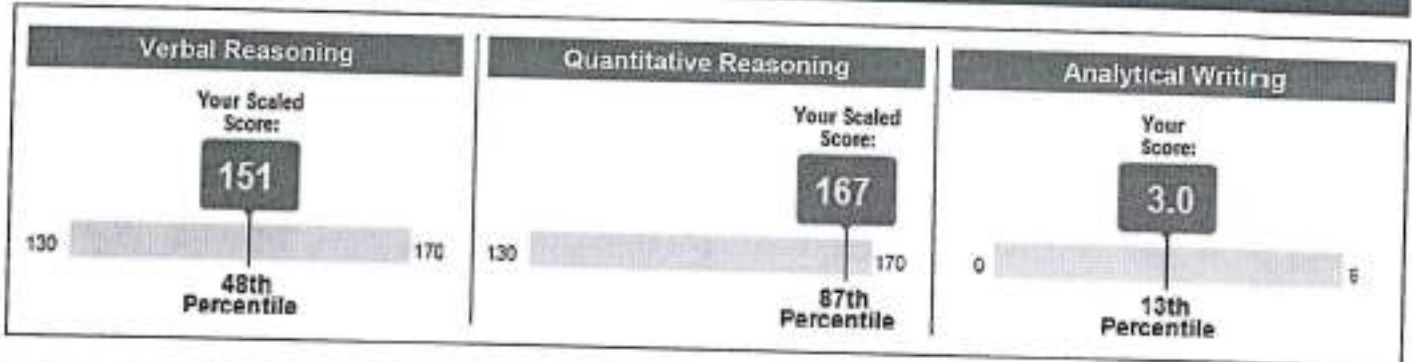 Verbal Reasoning
Your Scaled
Score:
151
130
170
48th
Percentile
Quantitative Reasoning
Your Scaled
Score:
167
130
170
87th
Percentile
Analytical Writing
Your
Score:
3.0
0
6
13th
Percentile